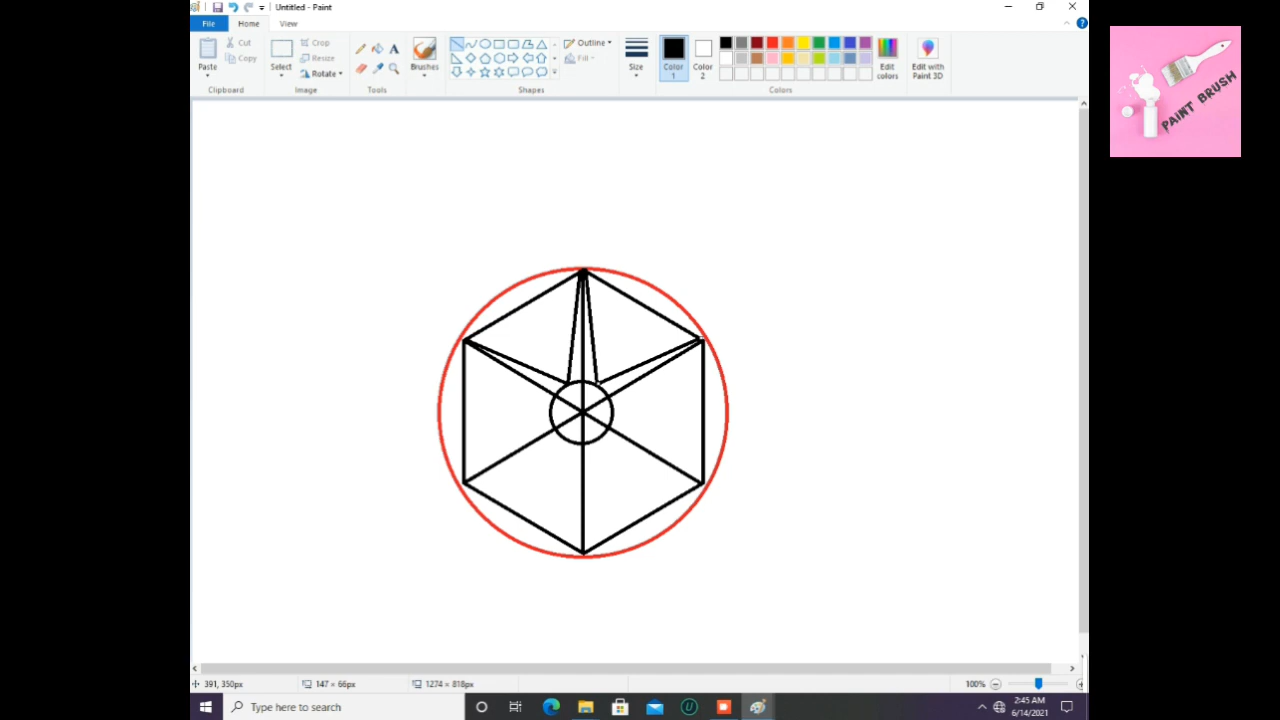 Untitled - Paint
File Home View
Paste
Cut
Copy
Clipboard
Select
Crop
Resize
Rotate
Image
Tools
Brushes
Outline
Fill
Shapes
Size
Color 1
Color 2
Edit colors
Edit with Paint 3D
Colors
PAINT BRUSH
391, 350px 147 × 66px 1274 × 818px 100%
Type here to search
2:45 AM
6/14/2021